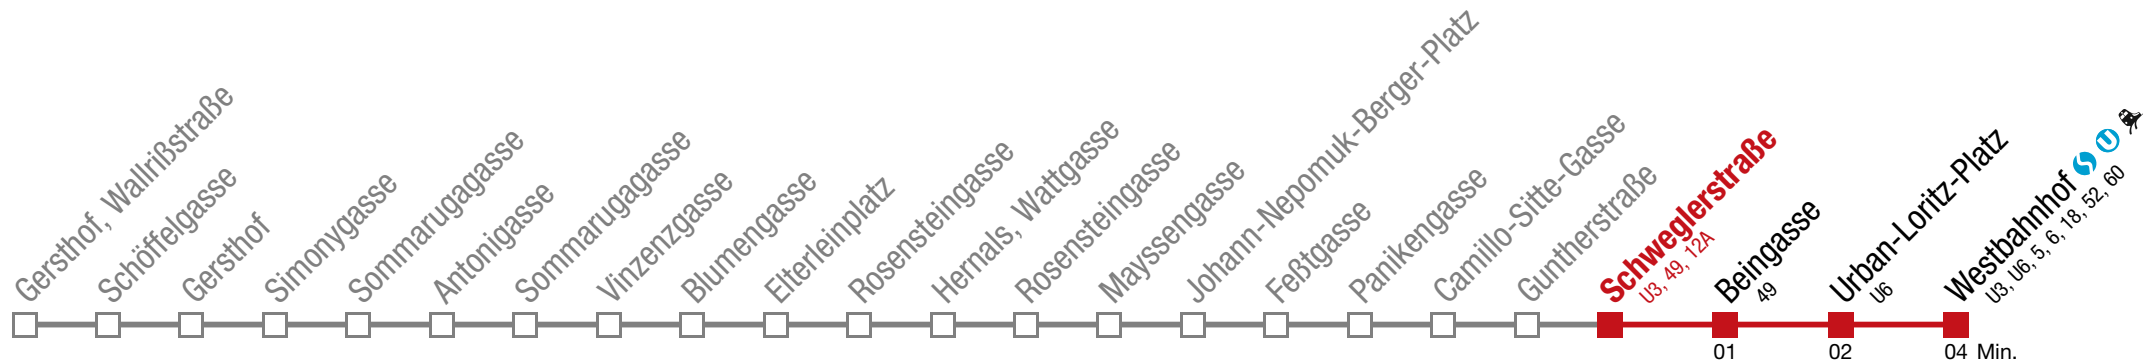 Gersthof, Wallrißstraße
Schöffelgasse
Gersthof
Simonygasse
Sommarugagasse
Antonigasse
Sommarugagasse
Vinzenzgasse
Blumengasse
Elterleinplatz
Rosensteingasse
Hernals, Wattgasse
Rosensteingasse
Mayssengasse
Johann-Nepomuk-Berger-Platz
Feßtgasse
Panikengasse
Camillo-Sitte-Gasse
Guntherstraße
Schweglerstraße
U3, 49, 12A
Beingasse
49
Urban-Loritz-Platz
U6
Westbahnhof S U
U3, U6, 5, 6, 18, 52, 60
01 02 04 Min.